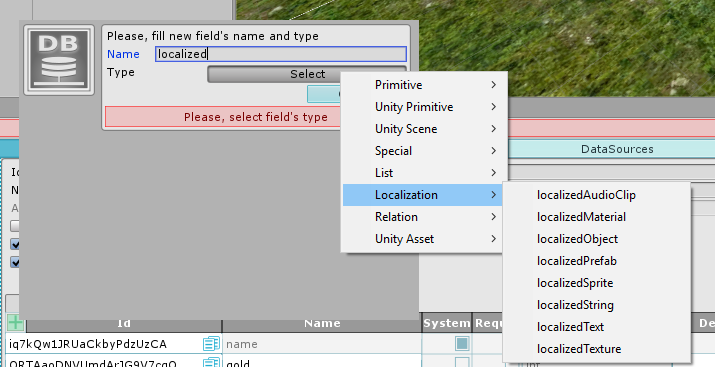 DB
Please, fill new field's name and type
Name localized
Type Select
Please, select field's type
Primitive
Unity Primitive
Unity Scene
Special
List
Localization
Relation
Unity Asset
localizedAudioClip
localizedMaterial
localizedObject
localizedPrefab
localizedSprite
localizedString
localizedText
localizedTexture
DataSources
Id Name System
iq7kQw1JRUaCkbyPdzUzCA name
gold